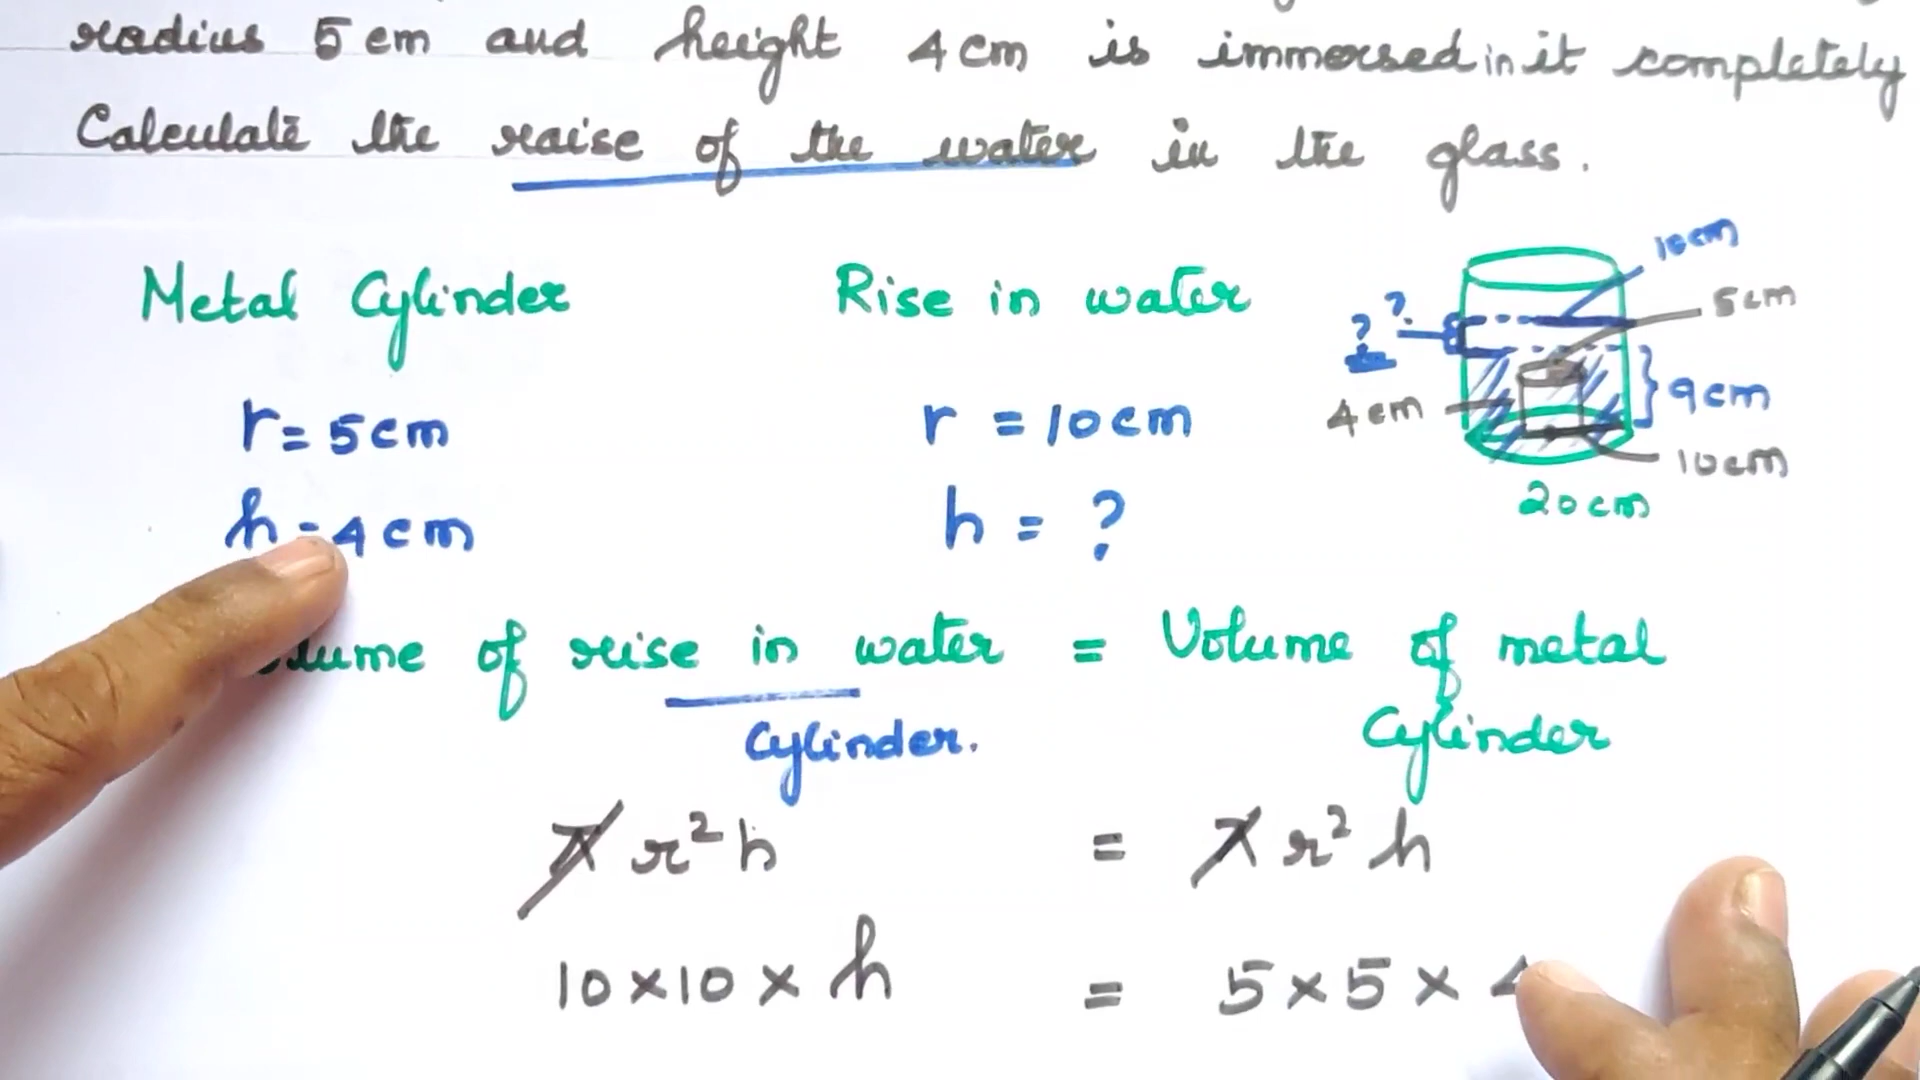 radius 5 cm and height 4 cm is immersed in it completely
Calculate the raise of the water in the glass.
Metal Cylinder
r = 5cm
h = 4cm
Rise in water
r = 10cm
h = ?
10cm
5cm
? ?
4cm
9cm
10cm
20cm
of rise in water = Volume of metal
cylinder. Cylinder
π r² h = π r² h
10 × 10 × h = 5 × 5 × 4